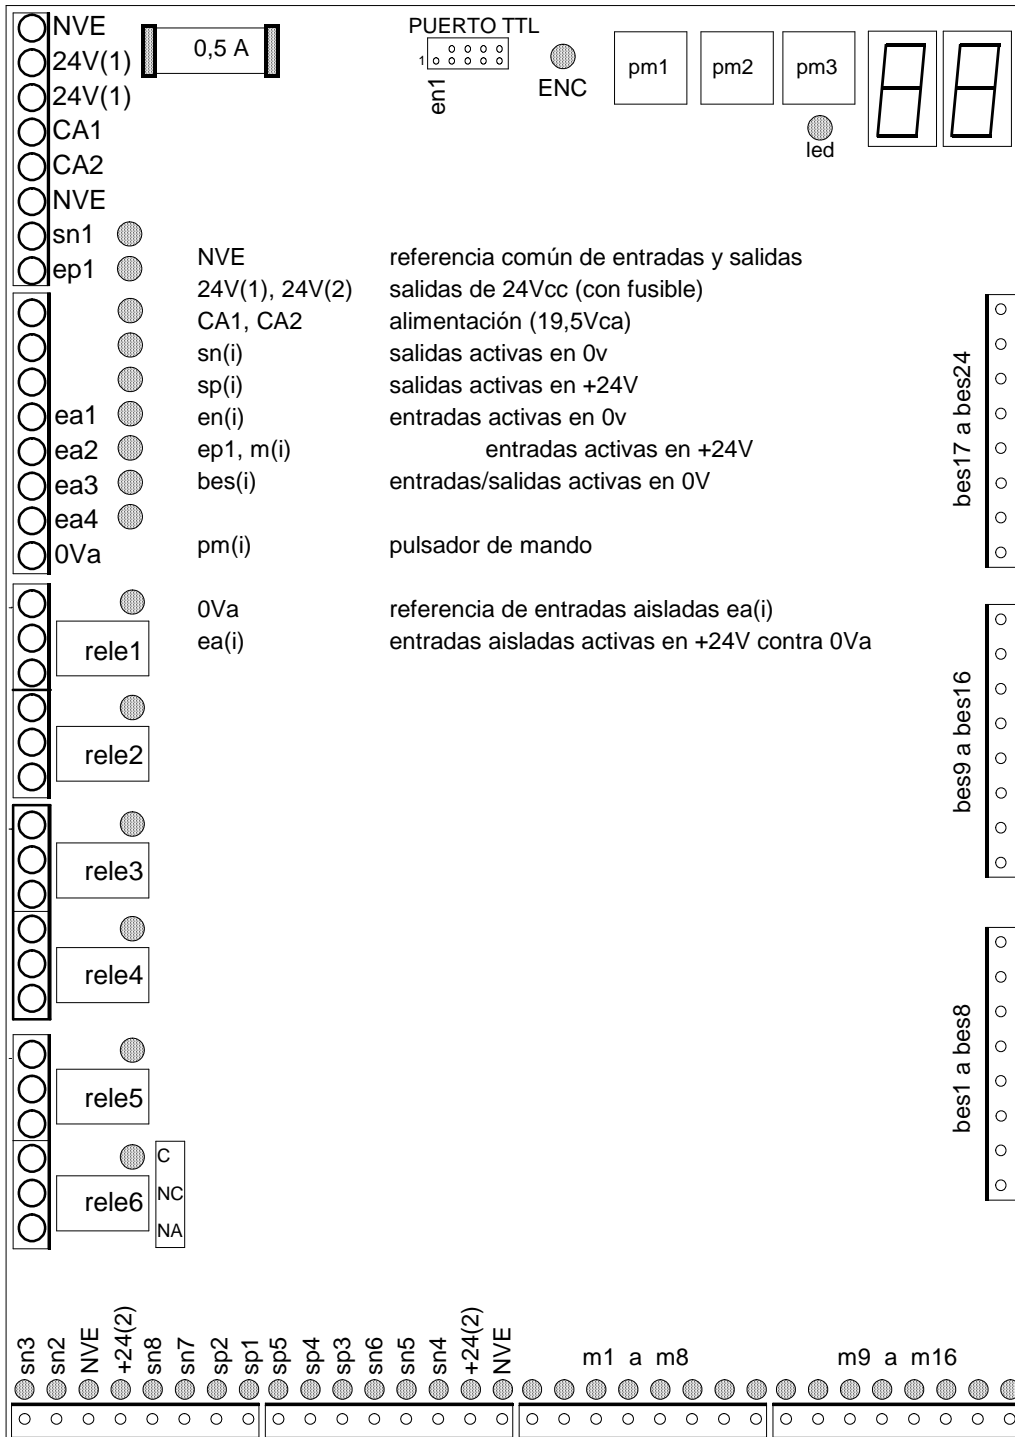 NVE
24V(1)
24V(1)
CA1
CA2
NVE
sn1
ep1
0,5 A
PUERTO TTL
1
en1
ENC
pm1 pm2 pm3
led
NVE referencia común de entradas y salidas
24V(1), 24V(2) salidas de 24Vcc (con fusible)
CA1, CA2 alimentación (19,5Vca)
sn(i) salidas activas en 0v
sp(i) salidas activas en +24V
en(i) entradas activas en 0v
ep1, m(i) entradas activas en +24V
bes(i) entradas/salidas activas en 0V
pm(i) pulsador de mando
0Va referencia de entradas aisladas ea(i)
ea(i) entradas aisladas activas en +24V contra 0Va
ea1
ea2
ea3
ea4
0Va
rele1
rele2
rele3
rele4
rele5
rele6
C
NC
NA
bes17 a bes24
bes9 a bes16
bes1 a bes8
sn3
sn2
NVE
+24(2)
sn8
sn7
sp2
sp1
sp5
sp4
sp3
sn6
sn5
sn4
+24(2)
NVE
m1 a m8
m9 a m16